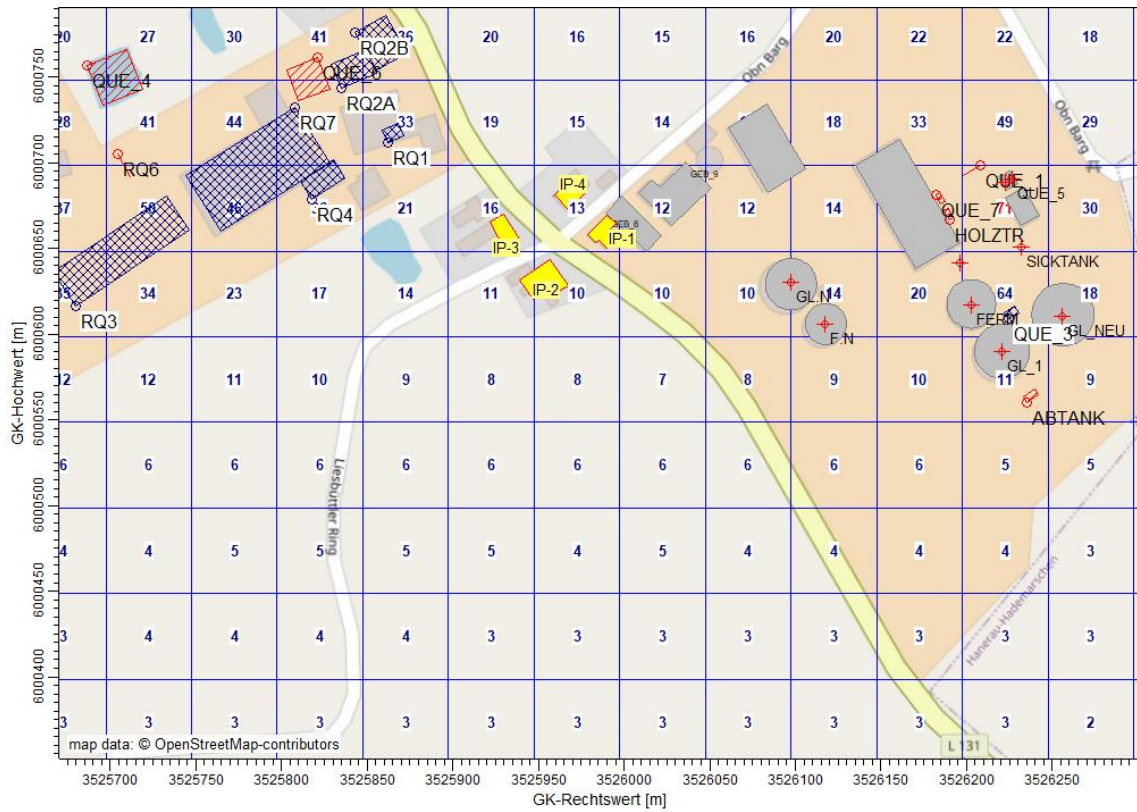 20 27 30 41 36 20 16 15 16 20 22 22 18
Obn Barg
RQ2B
QUE_4
QUE_6
RQ2A
6000750
28 41 44 33 19 15 14 18 33 49 29
RQ7
RQ1
Obn Barg
RQ6
6000700
GEB_9
IP-4
QUE_1
QUE_5
RQ4
37 50 46 21 16 13 12 12 14 71 30
QUE_7
IP-3
IP-1
GEB_6
HOLZTR
6000650
SICKTANK
35 34 23 17 14 11 10 10 10 14 20 64 18
IP-2
GL.N
RQ3
FERM
QUE_3
GL_NEU
F.N
6000600
GL_1
12 12 11 10 9 8 8 7 8 9 10 11 9
ABTANK
GK-Hochwert [m]
6000550
6 6 6 6 6 6 6 6 6 6 6 5 5
Liesbüttler Ring
6000500
4 4 5 5 5 5 4 5 4 4 4 4 3
Hanerau-Hademarschen
6000450
3 4 4 4 4 3 3 3 3 3 3 3 3
6000400
3 3 3 3 3 3 3 3 3 3 3 3 2
map data: © OpenStreetMap-contributors
L 131
3525700 3525750 3525800 3525850 3525900 3525950 3526000 3526050 3526100 3526150 3526200 3526250
GK-Rechtswert [m]